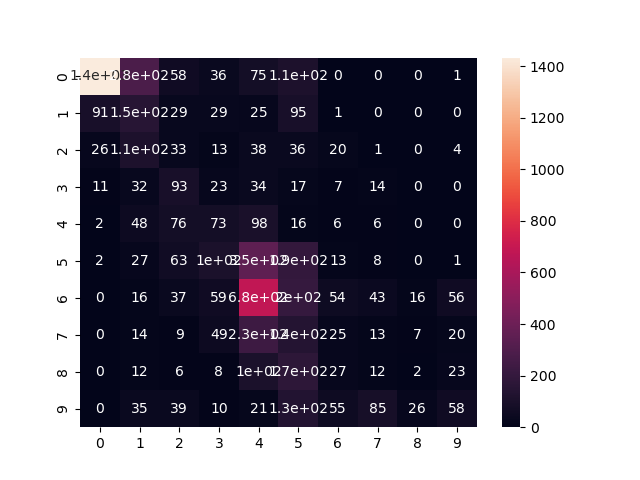 0 1.4e+03 58 36 75 1.1e+02 0 0 0 1
1 91 1.5e+02 29 29 25 95 1 0 0 0
2 26 1.1e+02 33 13 38 36 20 1 0 4
3 11 32 93 23 34 17 7 14 0 0
4 2 48 76 73 98 16 6 6 0 0
5 2 27 63 1e+02 3.5e+02 1.9e+02 13 8 0 1
6 0 16 37 59 6.8e+02 2e+02 54 43 16 56
7 0 14 9 49 2.3e+02 1.4e+02 25 13 7 20
8 0 12 6 8 1e+02 1.7e+02 27 12 2 23
9 0 35 39 10 21 1.3e+02 55 85 26 58
0 1 2 3 4 5 6 7 8 9
1400
1200
1000
800
600
400
200
0